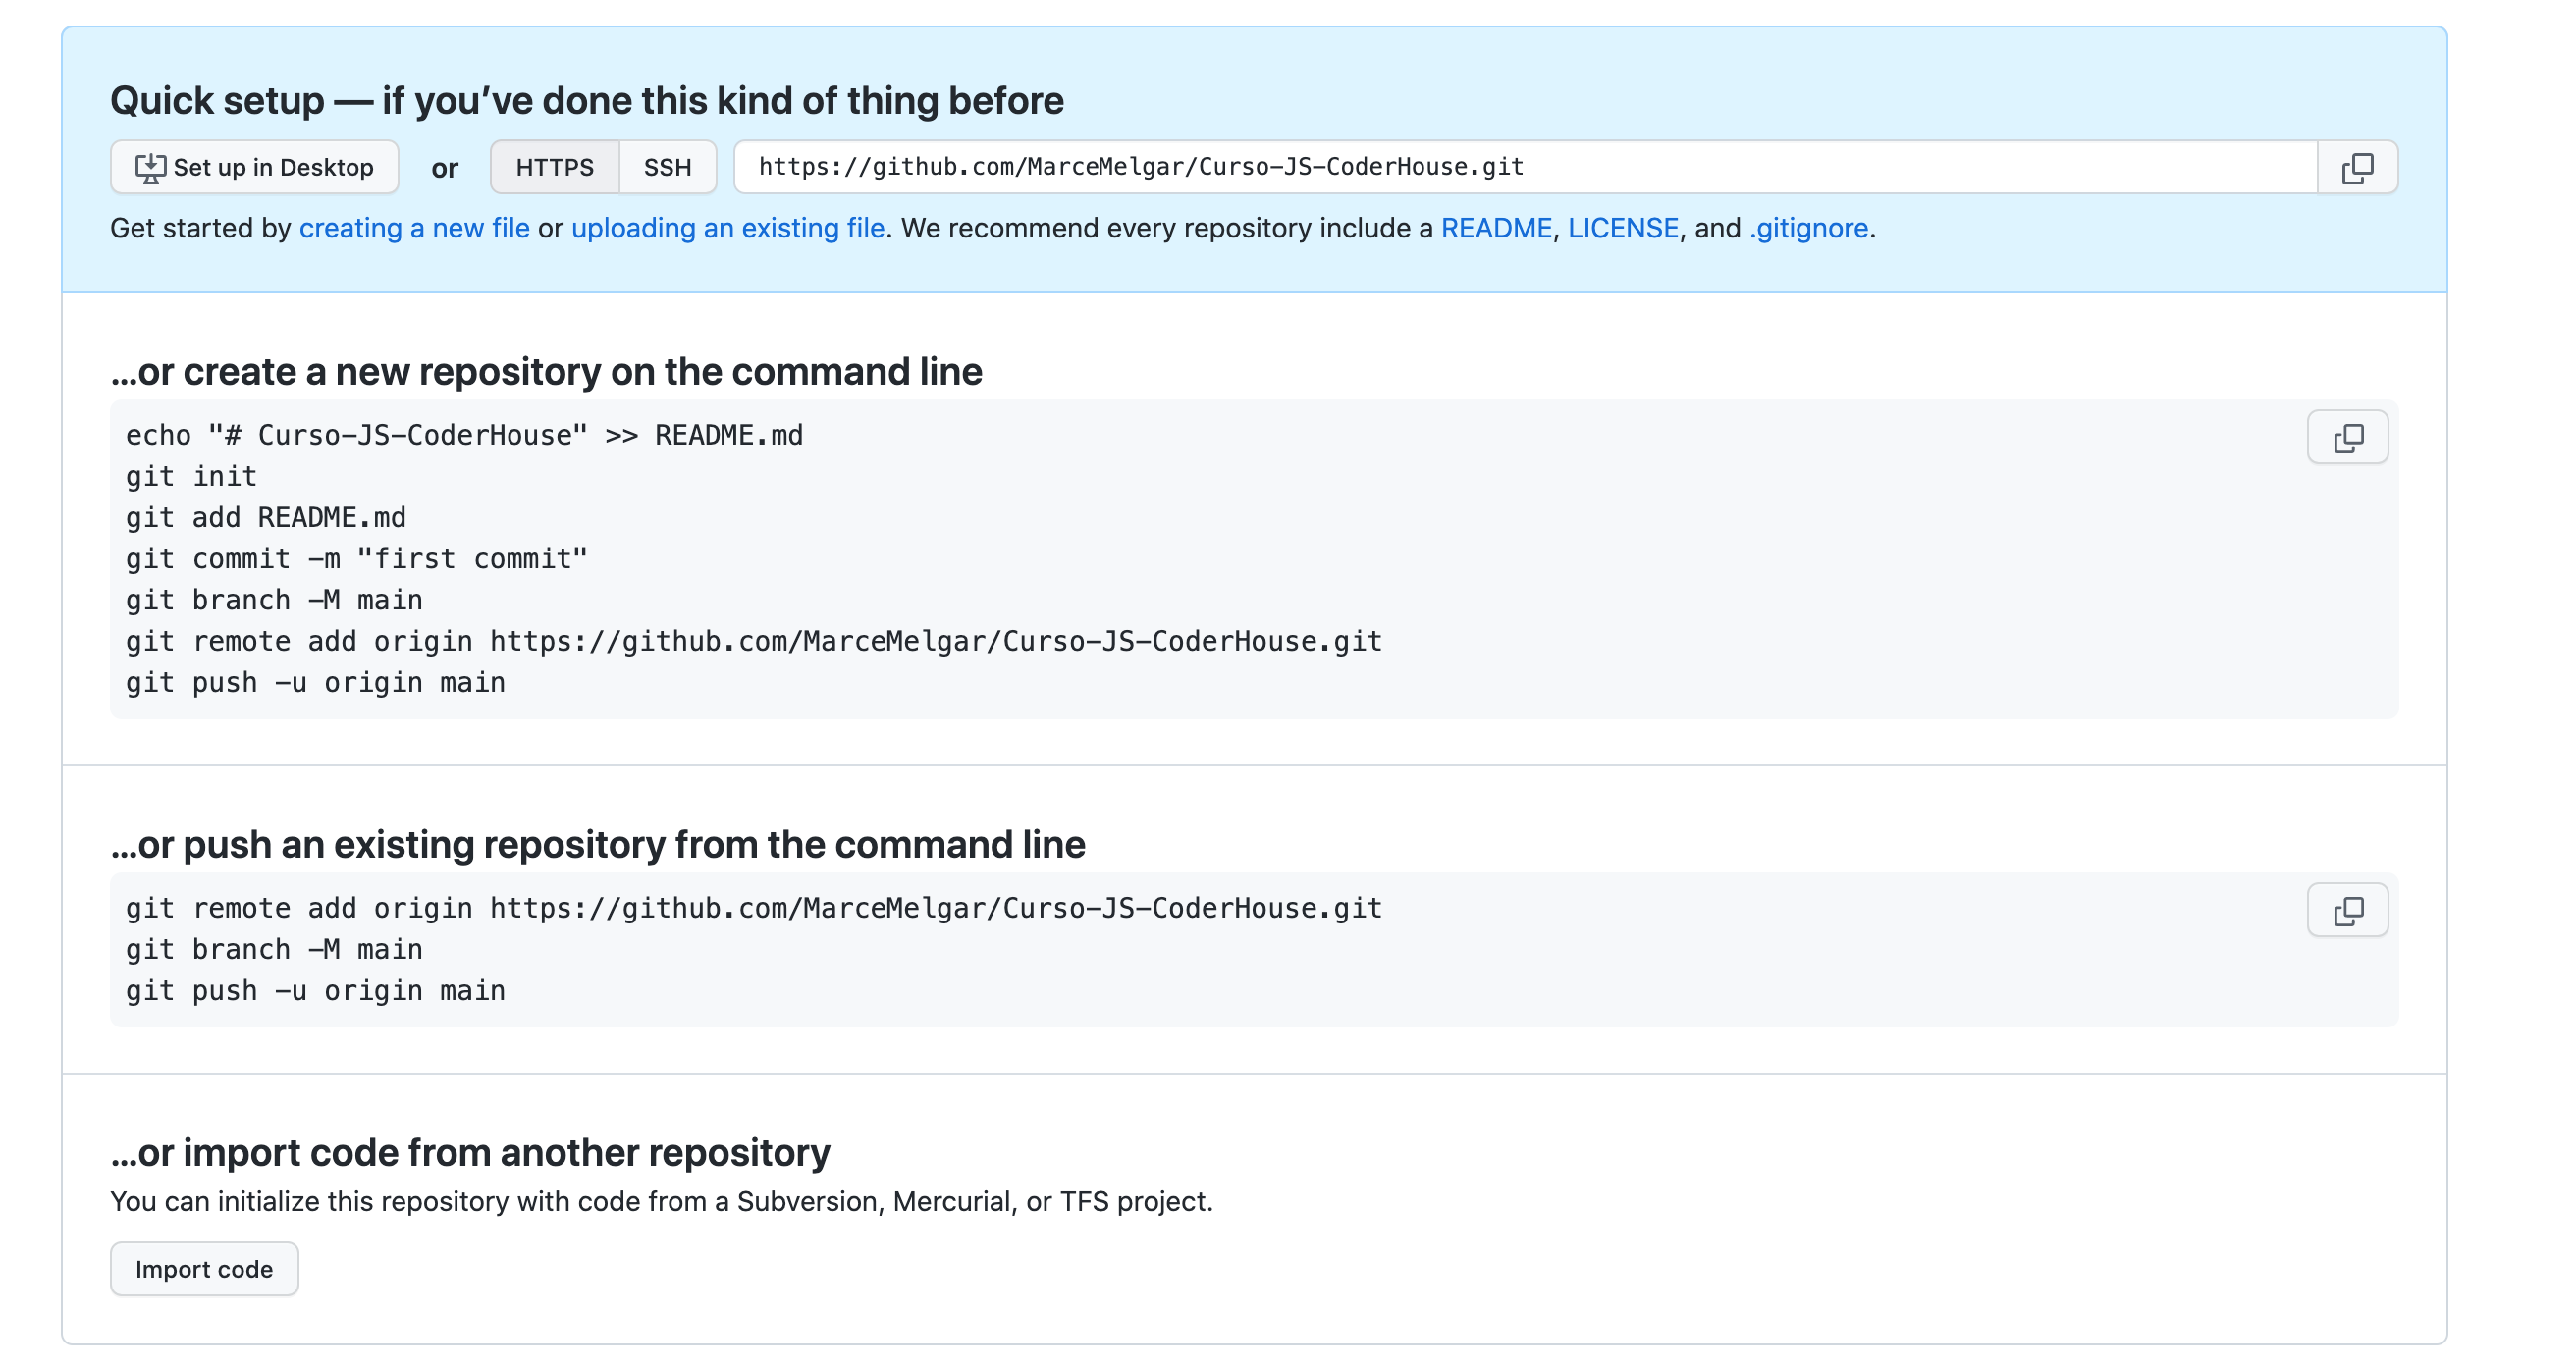 Quick setup — if you’ve done this kind of thing before
Set up in Desktop or HTTPS SSH https://github.com/MarceMelgar/Curso-JS-CoderHouse.git
Get started by creating a new file or uploading an existing file. We recommend every repository include a README, LICENSE, and .gitignore.
…or create a new repository on the command line
echo "# Curso-JS-CoderHouse" >> README.md
git init
git add README.md
git commit -m "first commit"
git branch -M main
git remote add origin https://github.com/MarceMelgar/Curso-JS-CoderHouse.git
git push -u origin main
…or push an existing repository from the command line
git remote add origin https://github.com/MarceMelgar/Curso-JS-CoderHouse.git
git branch -M main
git push -u origin main
…or import code from another repository
You can initialize this repository with code from a Subversion, Mercurial, or TFS project.
Import code